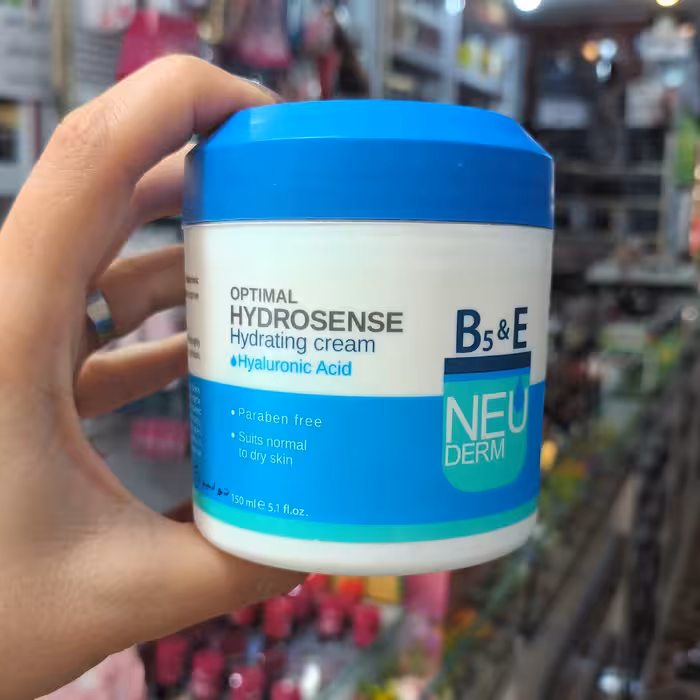 OPTIMAL
HYDROSENSE
Hydrating cream
Hyaluronic Acid
• Paraben free
• Suits normal
to dry skin
150 ml e 5.1 fl.oz.
B5 & E
NEU
DERM